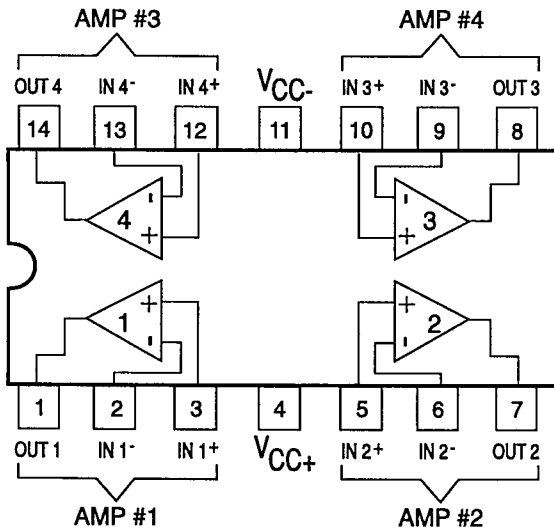 AMP #3 AMP #4
OUT 4 IN 4- IN 4+ VCC- IN 3+ IN 3- OUT 3
14 13 12 11 10 9 8
- -
4 3
+ +
+ +
1 2
- -
1 2 3 4 5 6 7
OUT 1 IN 1- IN 1+ VCC+ IN 2+ IN 2- OUT 2
AMP #1 AMP #2